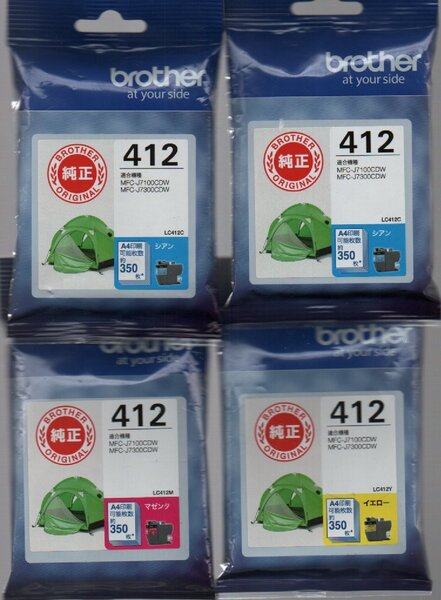 brother
at your side
BROTHER
純正
ORIGINAL
412
適合機種
MFC-J7100CDW
MFC-J7300CDW
LC412C
A4印刷
可能枚数
約
350
枚*
シアン
brother
at your side
BROTHER
純正
ORIGINAL
412
適合機種
MFC-J7100CDW
MFC-J7300CDW
LC412C
A4印刷
可能枚数
約
350
枚*
シアン
brother
at your side
BROTHER
純正
ORIGINAL
412
適合機種
MFC-J7100CDW
MFC-J7300CDW
LC412M
A4印刷
可能枚数
約
350
枚*
マゼンタ
brother
at your side
BROTHER
純正
ORIGINAL
412
適合機種
MFC-J7100CDW
MFC-J7300CDW
LC412Y
A4印刷
可能枚数
約
350
枚*
イエロー